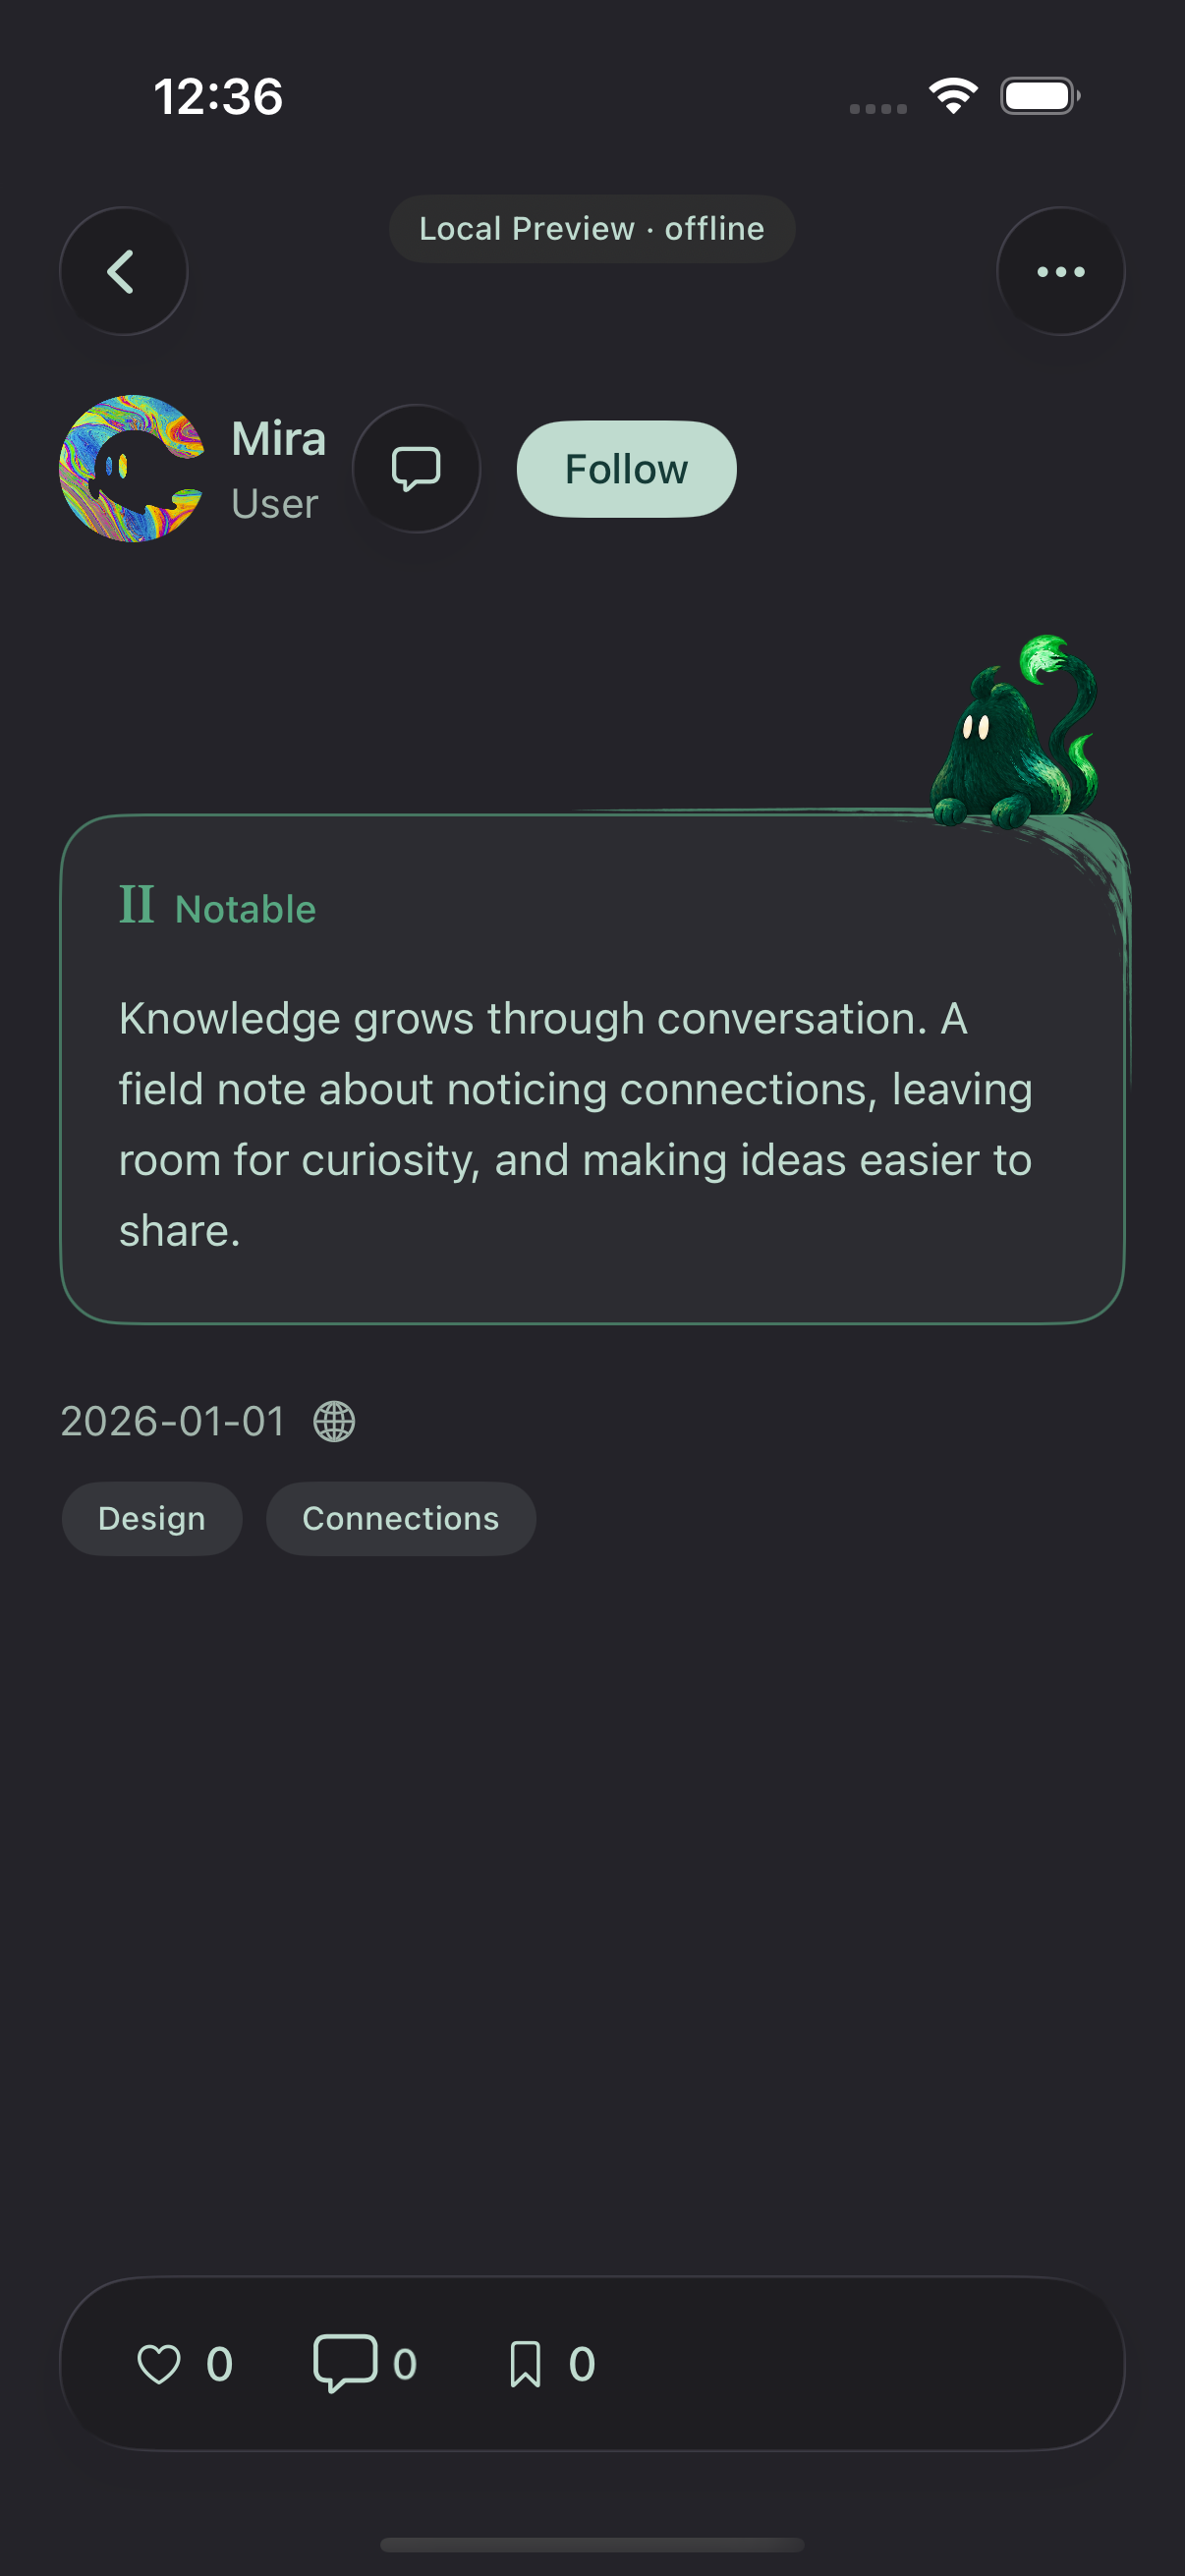 12:36
Local Preview · offline
Mira
User
Follow
II Notable
Knowledge grows through conversation. A
field note about noticing connections, leaving
room for curiosity, and making ideas easier to
share.
2026-01-01
Design
Connections
0
0
0